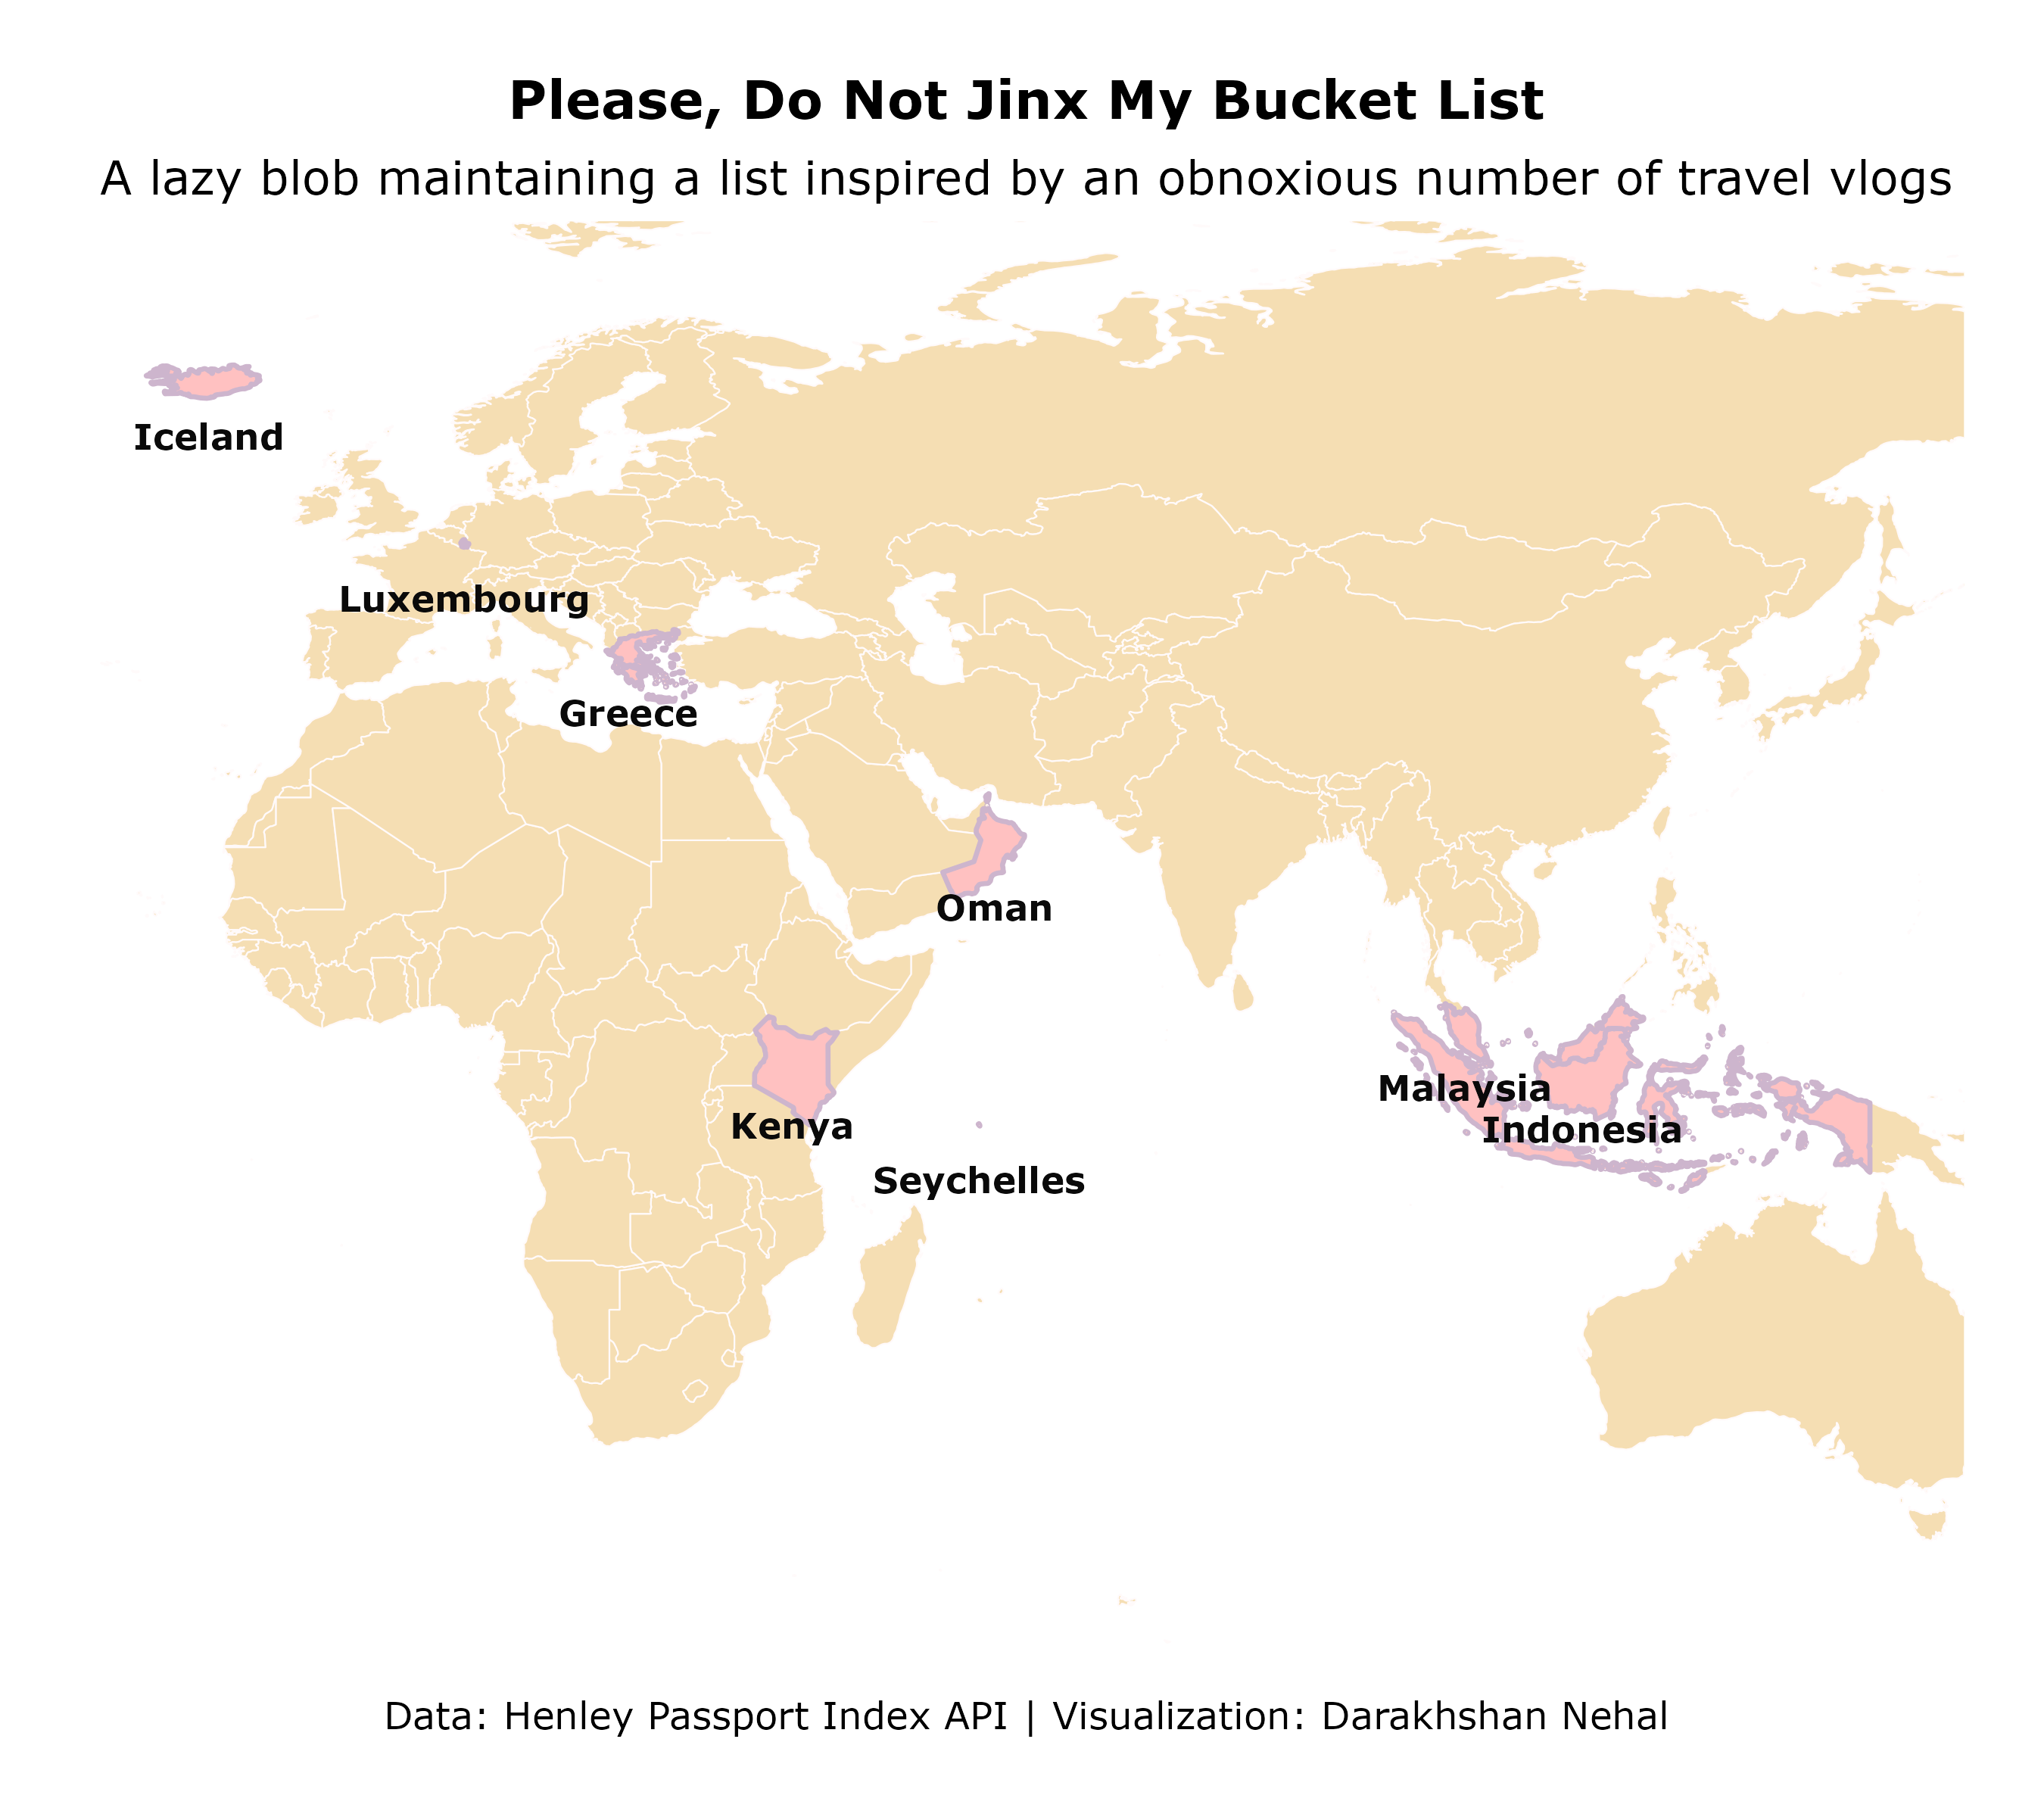 Please, Do Not Jinx My Bucket List
A lazy blob maintaining a list inspired by an obnoxious number of travel vlogs
Iceland
Luxembourg
Greece
Oman
Malaysia
Kenya
Indonesia
Seychelles
Data: Henley Passport Index API | Visualization: Darakhshan Nehal